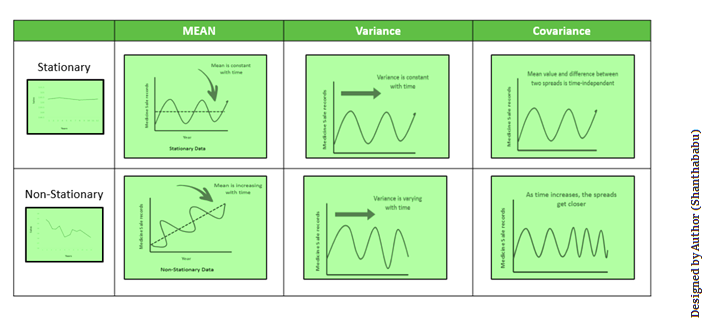 MEAN
Variance
Covariance
Stationary
Mean is constant
with time
Medicine Sale records
Year
Stationary Data
Variance is constant
with time
Medicine Sale records
Mean value and difference between
two spreads is time-independent
Medicine Sale records
Non-Stationary
Mean is increasing
with time
Medicine Sale records
Year
Non-Stationary Data
Variance is varying
with time
Medicine Sale records
As time increases, the spreads
get closer
Medicine Sale records
Designed by Author (Shanthababu)